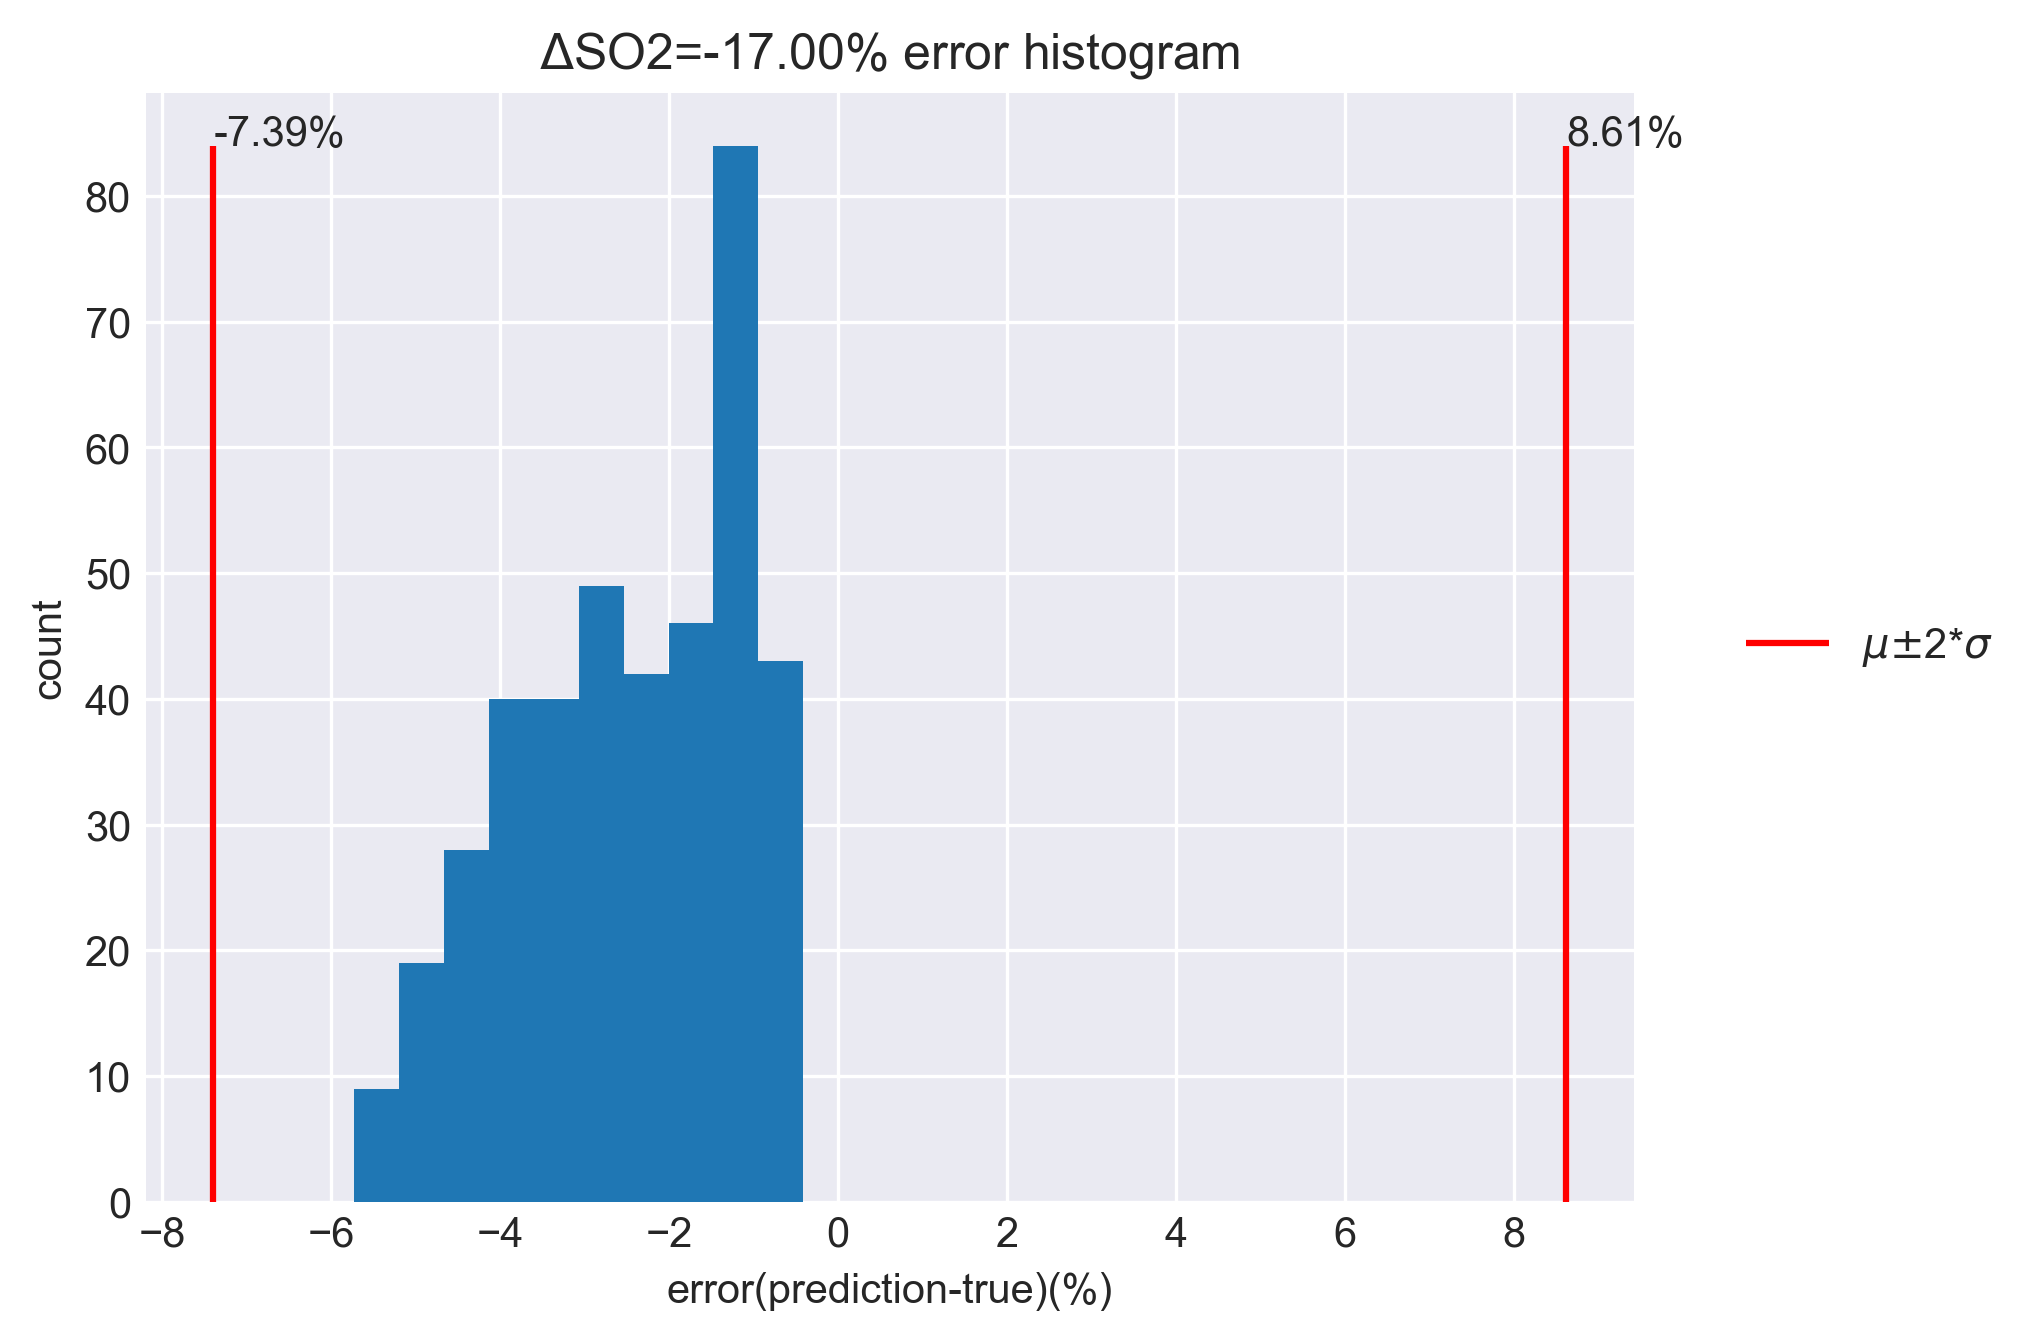 ΔSO2=-17.00% error histogram
-7.39%
8.61%
80
70
60
50
40
30
20
10
0
count
−8 −6 −4 −2 0 2 4 6 8
error(prediction-true)(%)
μ±2*σ